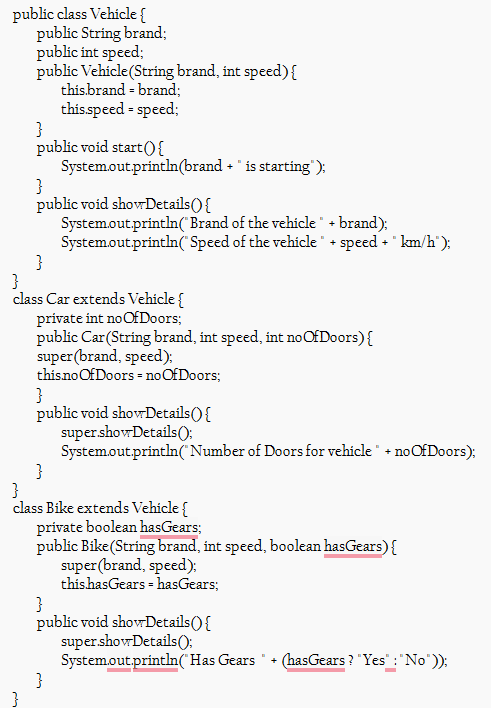 public class Vehicle {
public String brand;
public int speed;
public Vehicle(String brand, int speed) {
this.brand = brand;
this.speed = speed;
}
public void start() {
System.out.println(brand + " is starting");
}
public void showDetails() {
System.out.println("Brand of the vehicle " + brand);
System.out.println("Speed of the vehicle " + speed + " km/h");
}
}
class Car extends Vehicle {
private int noOfDoors;
public Car(String brand, int speed, int noOfDoors) {
super(brand, speed);
this.noOfDoors = noOfDoors;
}
public void showDetails() {
super.showDetails();
System.out.println("Number of Doors for vehicle " + noOfDoors);
}
}
class Bike extends Vehicle {
private boolean hasGears;
public Bike(String brand, int speed, boolean hasGears) {
super(brand, speed);
this.hasGears = hasGears;
}
public void showDetails() {
super.showDetails();
System.out.println("Has Gears  " + (hasGears ? "Yes" : "No"));
}
}